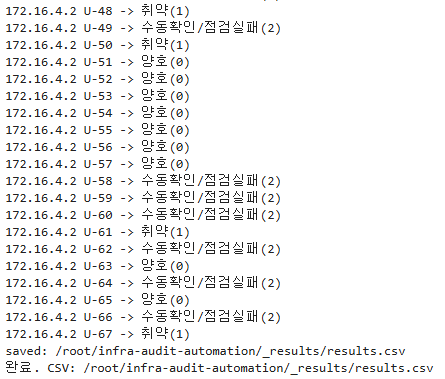 172.16.4.2 U-48 -> 취약(1)
172.16.4.2 U-49 -> 수동확인/점검실패(2)
172.16.4.2 U-50 -> 취약(1)
172.16.4.2 U-51 -> 양호(0)
172.16.4.2 U-52 -> 양호(0)
172.16.4.2 U-53 -> 양호(0)
172.16.4.2 U-54 -> 양호(0)
172.16.4.2 U-55 -> 양호(0)
172.16.4.2 U-56 -> 양호(0)
172.16.4.2 U-57 -> 양호(0)
172.16.4.2 U-58 -> 수동확인/점검실패(2)
172.16.4.2 U-59 -> 수동확인/점검실패(2)
172.16.4.2 U-60 -> 수동확인/점검실패(2)
172.16.4.2 U-61 -> 취약(1)
172.16.4.2 U-62 -> 수동확인/점검실패(2)
172.16.4.2 U-63 -> 양호(0)
172.16.4.2 U-64 -> 수동확인/점검실패(2)
172.16.4.2 U-65 -> 양호(0)
172.16.4.2 U-66 -> 수동확인/점검실패(2)
172.16.4.2 U-67 -> 취약(1)
saved: /root/infra-audit-automation/_results/results.csv
완료. CSV: /root/infra-audit-automation/_results/results.csv